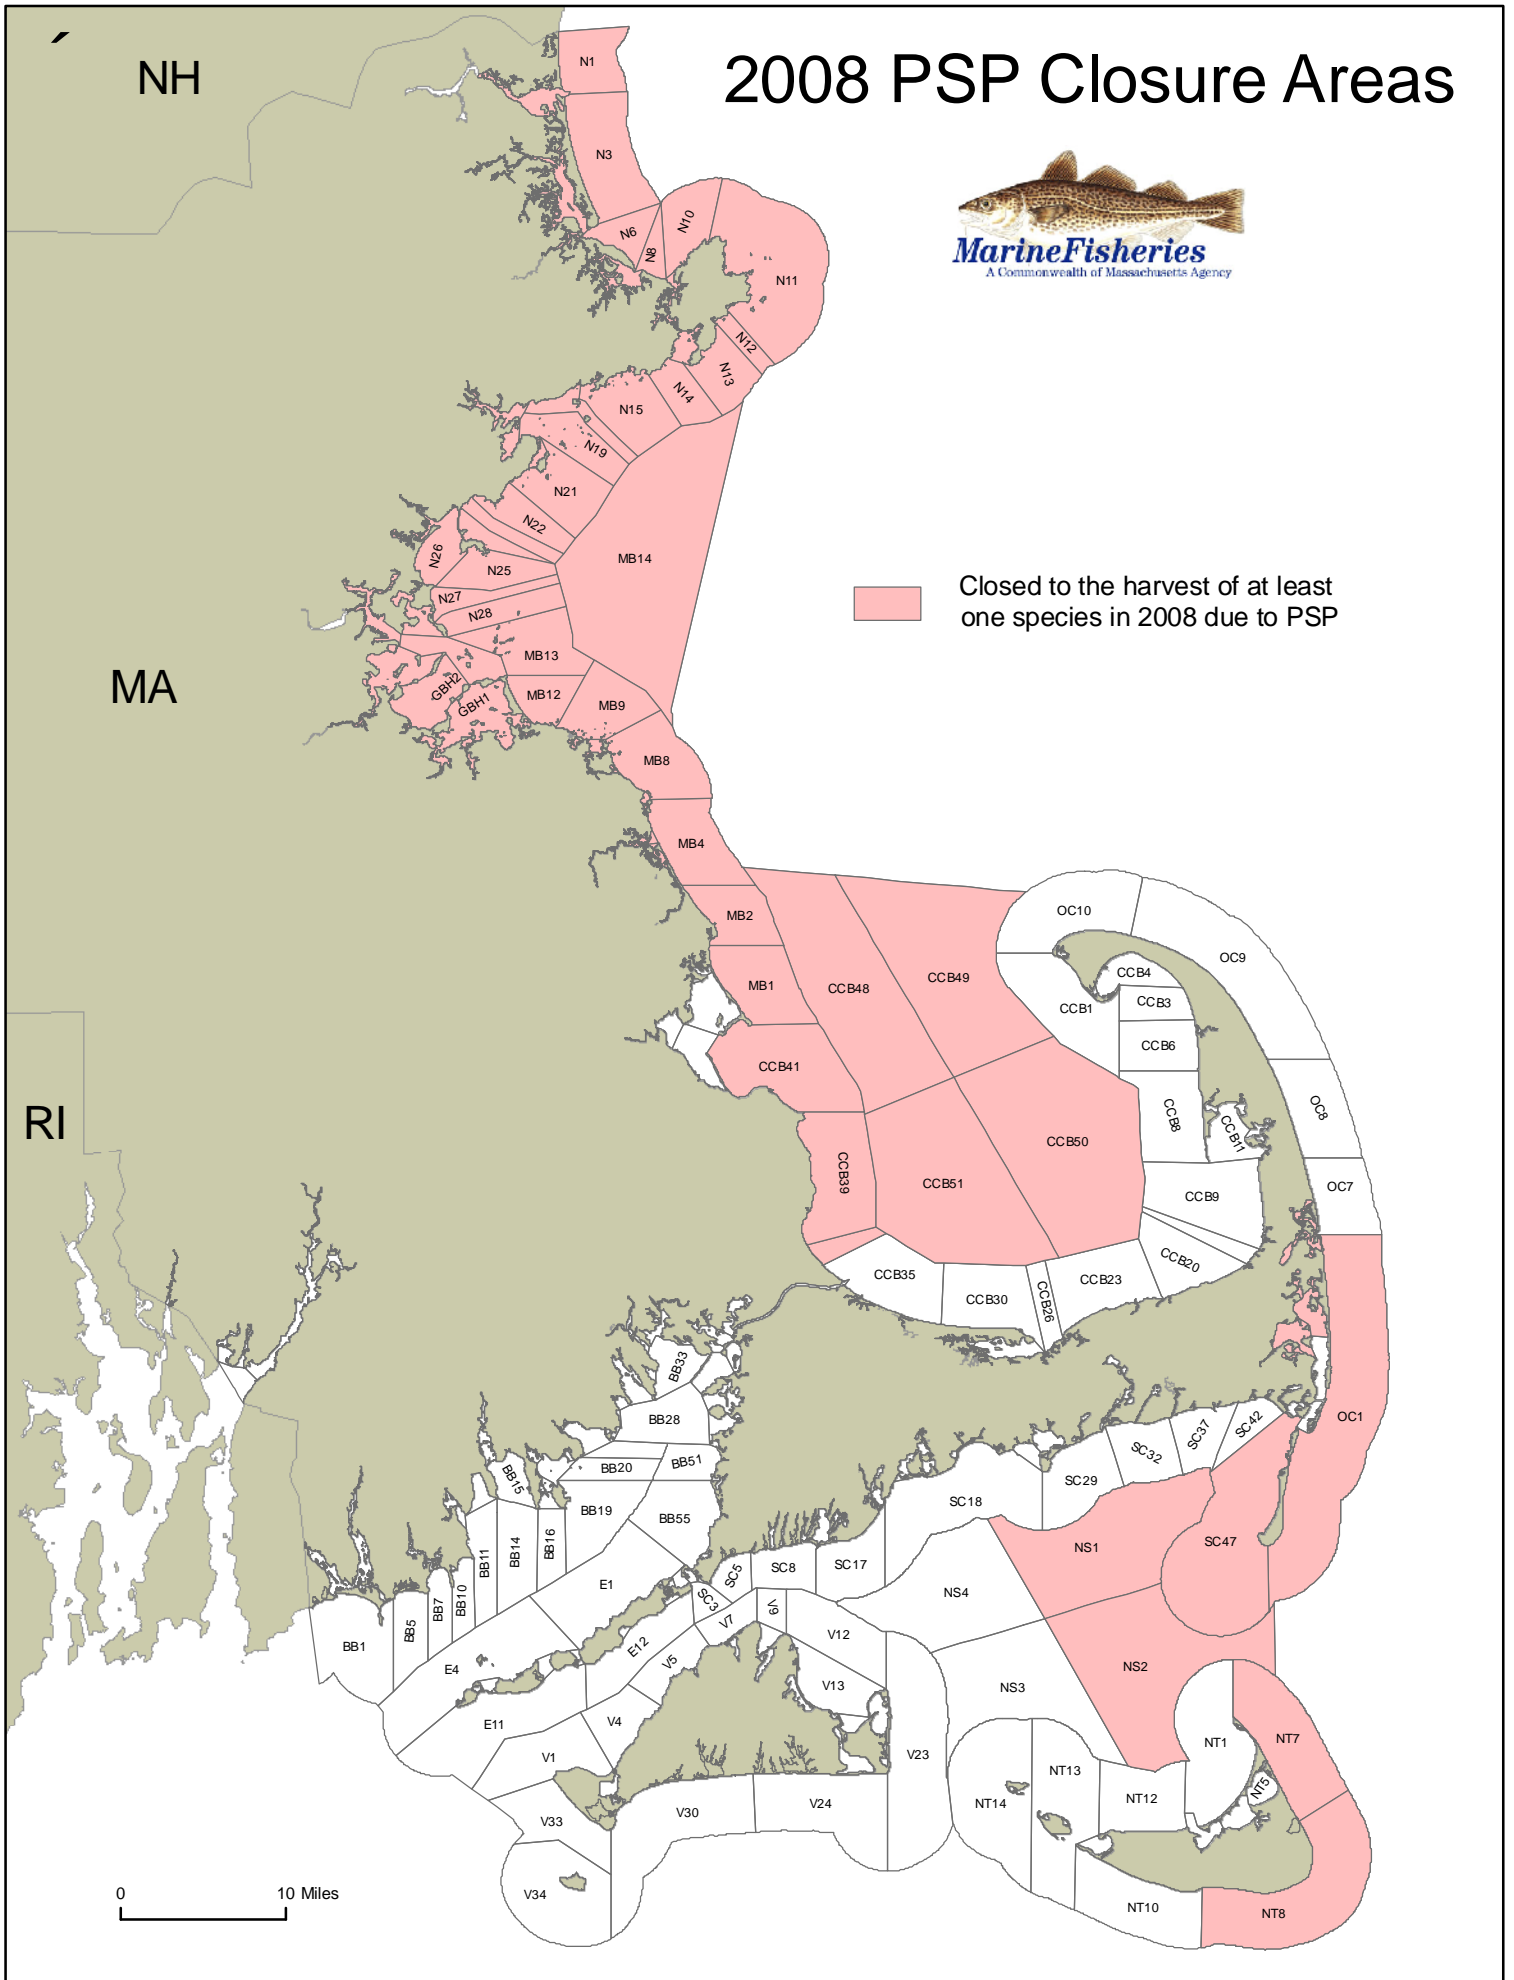 2008 PSP Closure Areas
MarineFisheries
A Commonwealth of Massachusetts Agency
Closed to the harvest of at least
one species in 2008 due to PSP
NH
MA
RI
N1
N3
N6
N8
N10
N11
N12
N13
N14
N15
N19
N21
N22
N26
N25
N27
N28
MB14
MB13
GBH2
GBH1
MB12
MB9
MB8
MB4
MB2
MB1
CCB48
CCB49
CCB41
CCB39
CCB51
CCB50
OC10
OC9
CCB4
CCB1
CCB3
CCB6
CCB8
CCB11
OC8
OC7
CCB9
CCB20
CCB23
CCB26
CCB30
CCB35
OC1
BB33
BB28
BB51
BB20
BB15
BB19
BB55
BB16
BB14
BB11
BB10
BB7
BB5
BB1
E1
E4
E11
E12
SC3
SC5
SC8
SC17
SC18
SC29
SC32
SC37
SC42
SC47
NS1
NS4
NS2
NS3
V7
V9
V12
V5
V13
V4
V1
V23
V33
V30
V24
V34
NT1
NT7
NT5
NT13
NT12
NT14
NT10
NT8
0 10 Miles